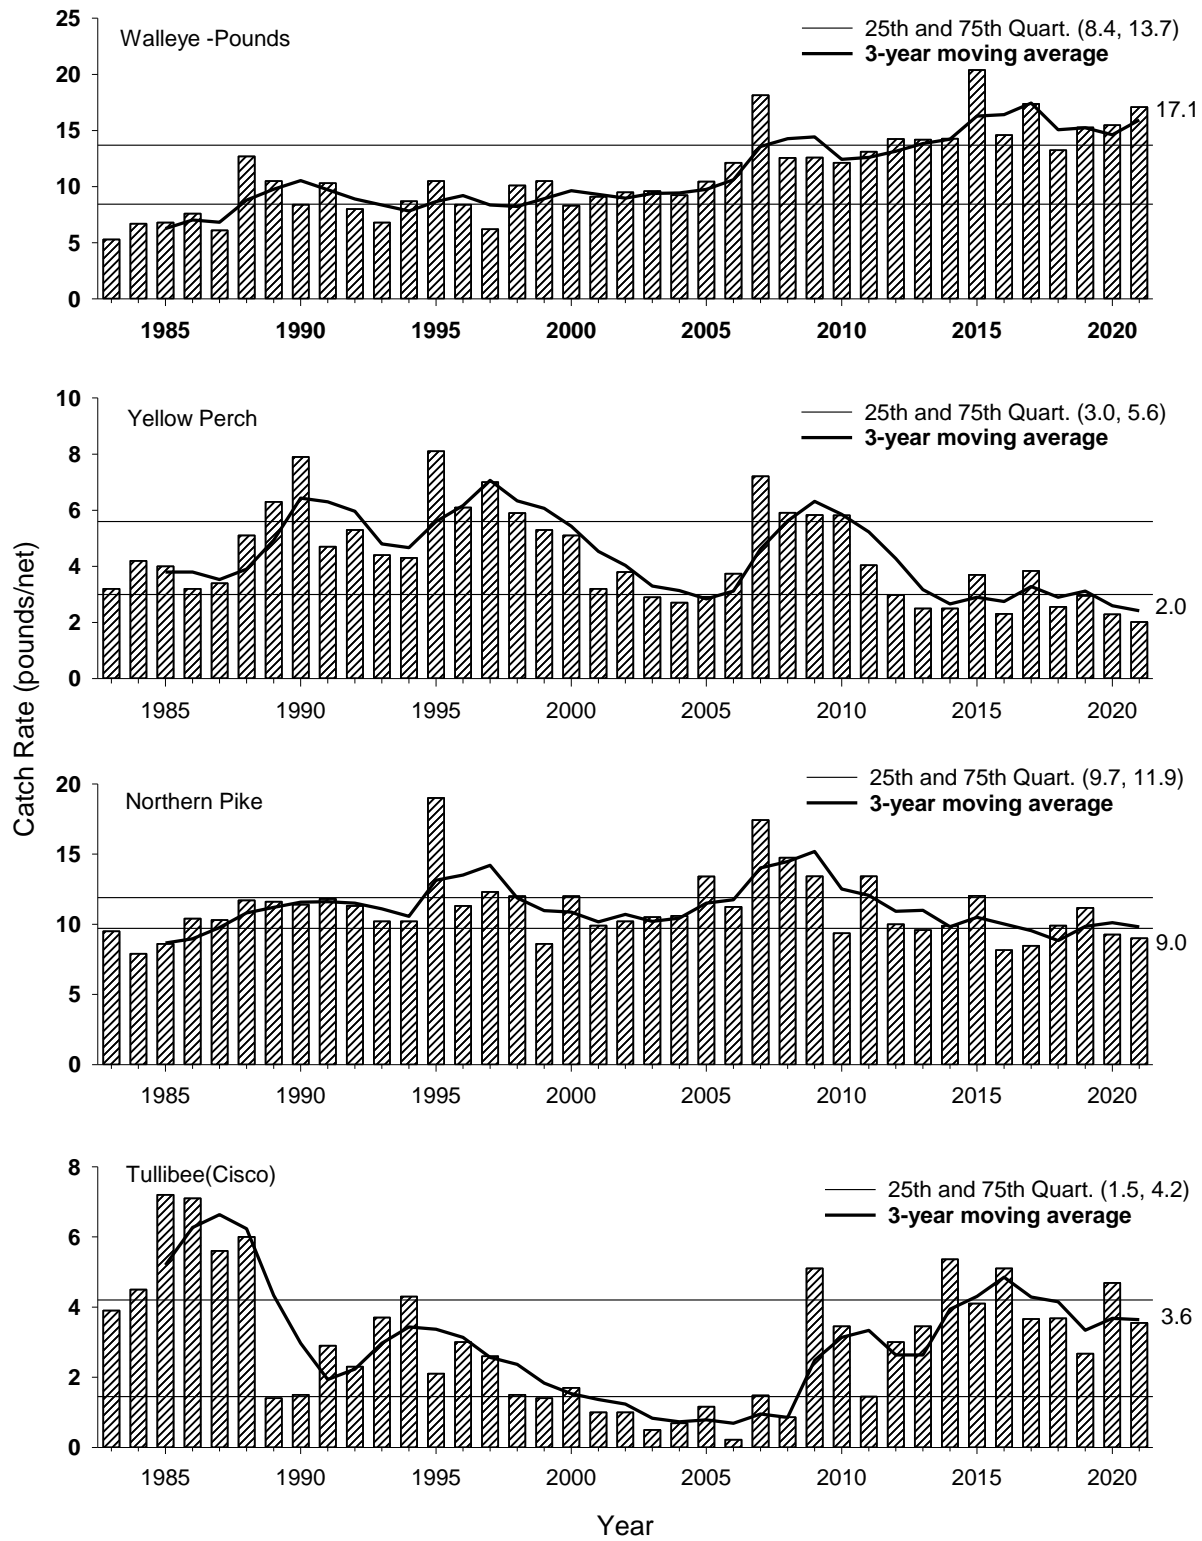 25
20
15
10
5
0
Walleye -Pounds
25th and 75th Quart. (8.4, 13.7)
3-year moving average
17.1
1985 1990 1995 2000 2005 2010 2015 2020
10
8
6
4
2
0
Yellow Perch
25th and 75th Quart. (3.0, 5.6)
3-year moving average
2.0
1985 1990 1995 2000 2005 2010 2015 2020
Catch Rate (pounds/net)
20
15
10
5
0
Northern Pike
25th and 75th Quart. (9.7, 11.9)
3-year moving average
9.0
1985 1990 1995 2000 2005 2010 2015 2020
8
6
4
2
0
Tullibee(Cisco)
25th and 75th Quart. (1.5, 4.2)
3-year moving average
3.6
1985 1990 1995 2000 2005 2010 2015 2020
Year